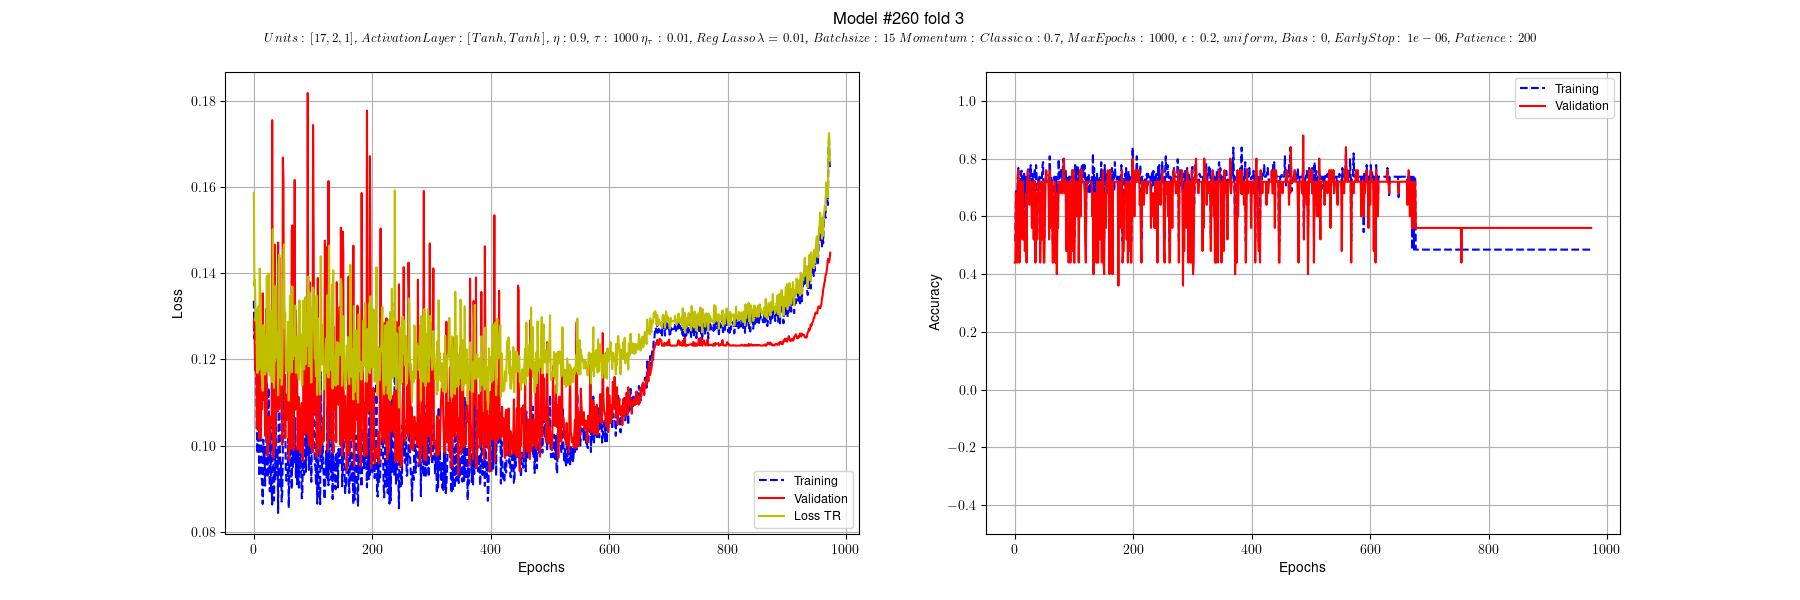 Model #260 fold 3
Units : [17, 2, 1], ActivationLayer : [Tanh, Tanh], η : 0.9, τ : 1000 η_τ : 0.01, Reg Lasso λ = 0.01, Batchsize : 15 Momentum : Classic α : 0.7, MaxEpochs : 1000, ϵ : 0.2, uniform, Bias : 0, EarlyStop : 1e − 06, Patience : 200
Loss
0.18
0.16
0.14
0.12
0.10
0.08
Training
Validation
Loss TR
0 200 400 600 800 1000
Epochs
Accuracy
1.0
0.8
0.6
0.4
0.2
0.0
−0.2
−0.4
Training
Validation
0 200 400 600 800 1000
Epochs